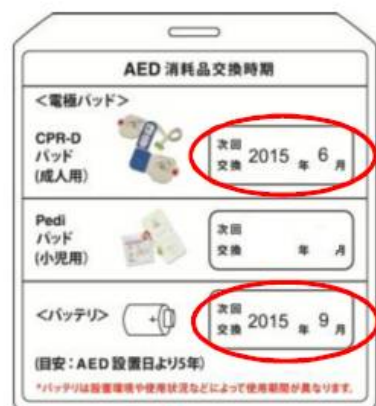 AED 消耗品交換時期
<電極パッド>
CPR-D
パッド
(成人用)
次回
交換 2015 年 6 月
Pedi
パッド
(小児用)
次回
交換 年 月
<バッテリ>
次回
交換 2015 年 9 月
(目安:AED設置日より5年)
*バッテリは設置環境や使用状況などによって使用期間が異なります。